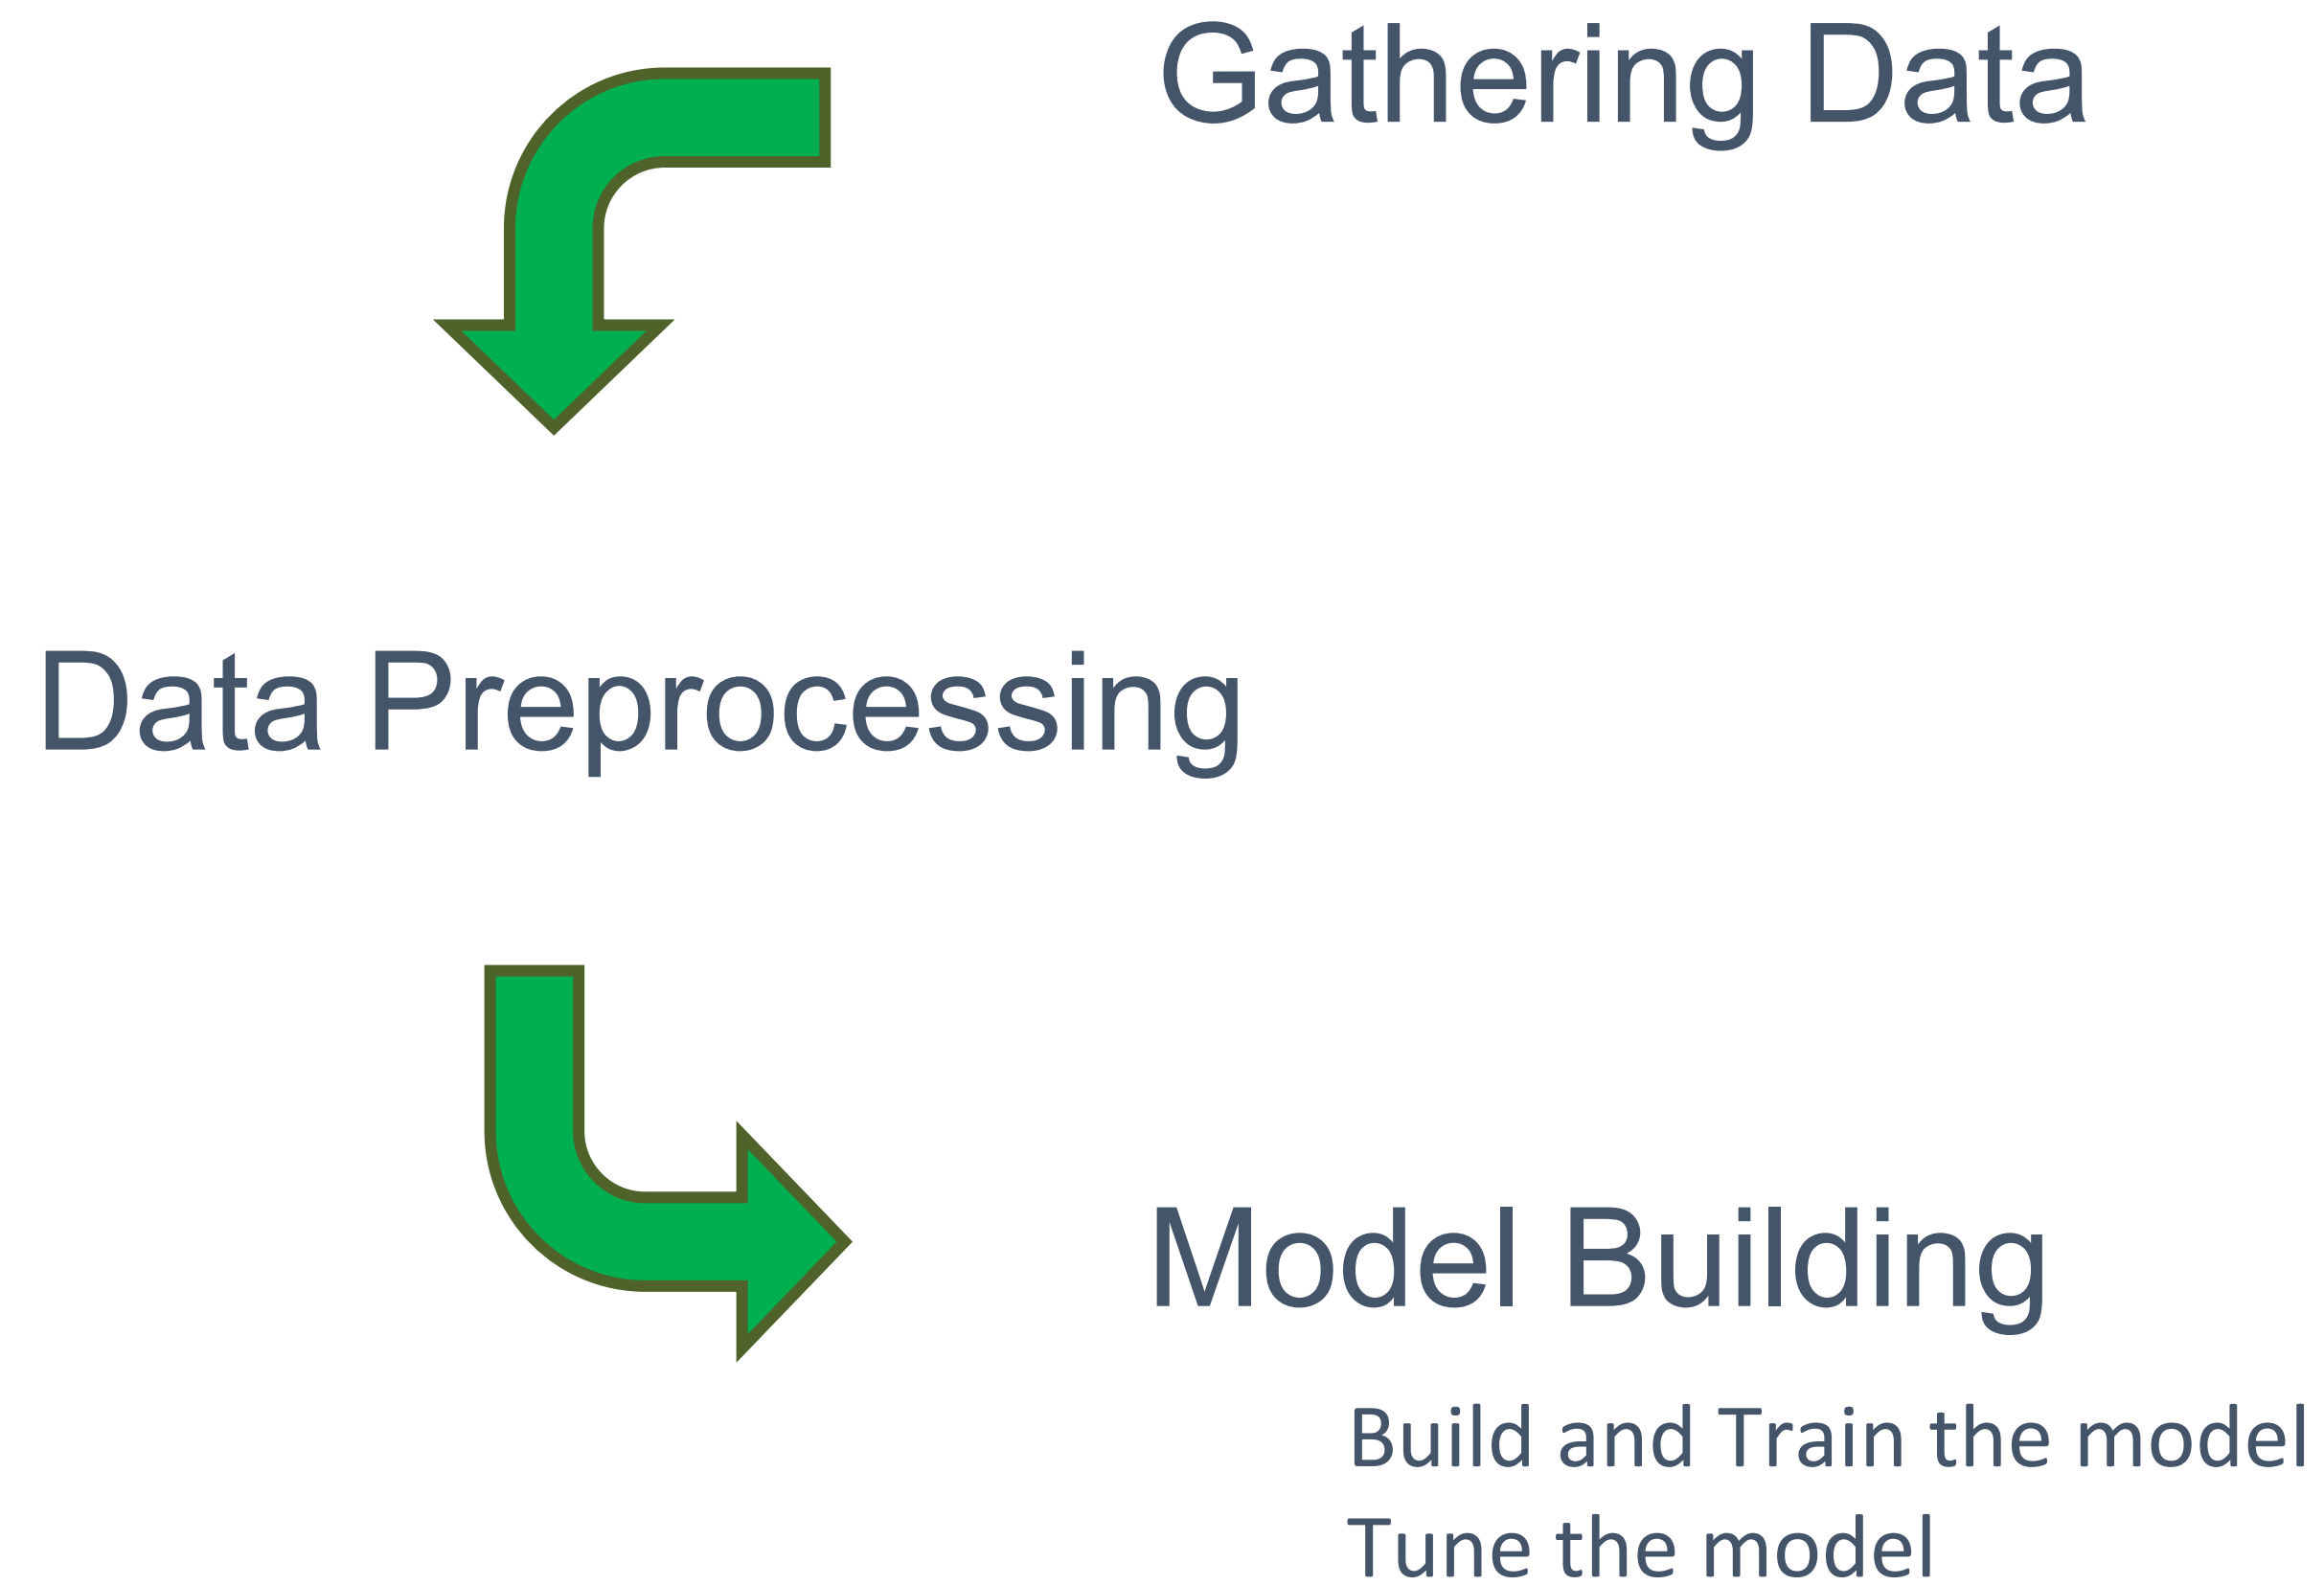 Gathering Data
Data Preprocessing
Model Building
Build and Train the model
Tune the model